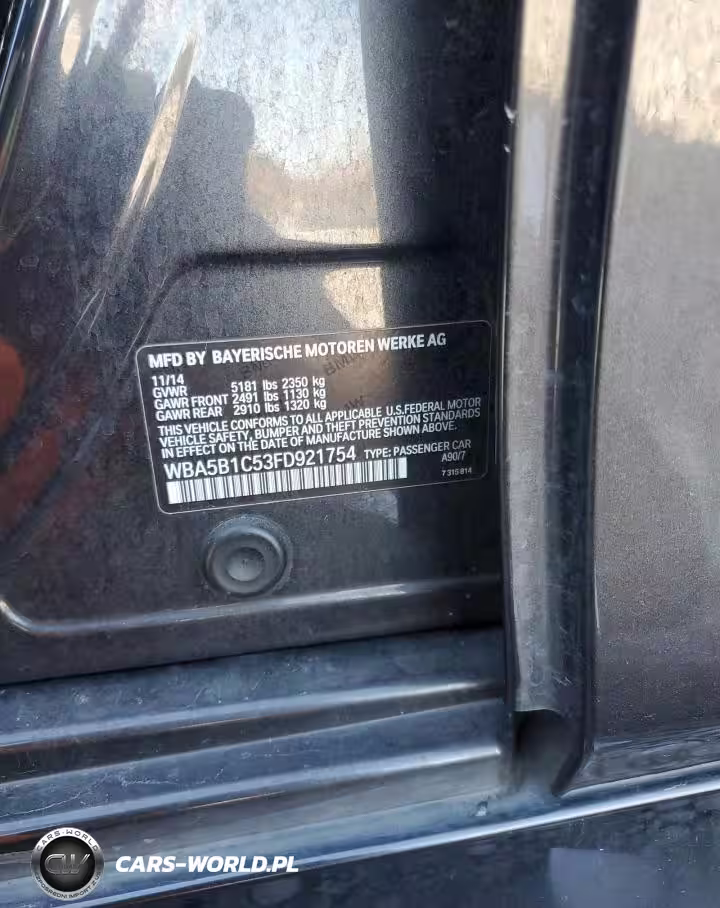 MFD BY BAYERISCHE MOTOREN WERKE AG
11/14
GVWR 5181 lbs 2350 kg
GAWR FRONT 2491 lbs 1130 kg
GAWR REAR 2910 lbs 1320 kg
THIS VEHICLE CONFORMS TO ALL APPLICABLE U.S.FEDERAL MOTOR
VEHICLE SAFETY, BUMPER AND THEFT PREVENTION STANDARDS
IN EFFECT ON THE DATE OF MANUFACTURE SHOWN ABOVE.
WBA5B1C53FD921754 TYPE: PASSENGER CAR
A90/7
7 315 814
CARS-WORLD
CW
CARS-WORLD.PL